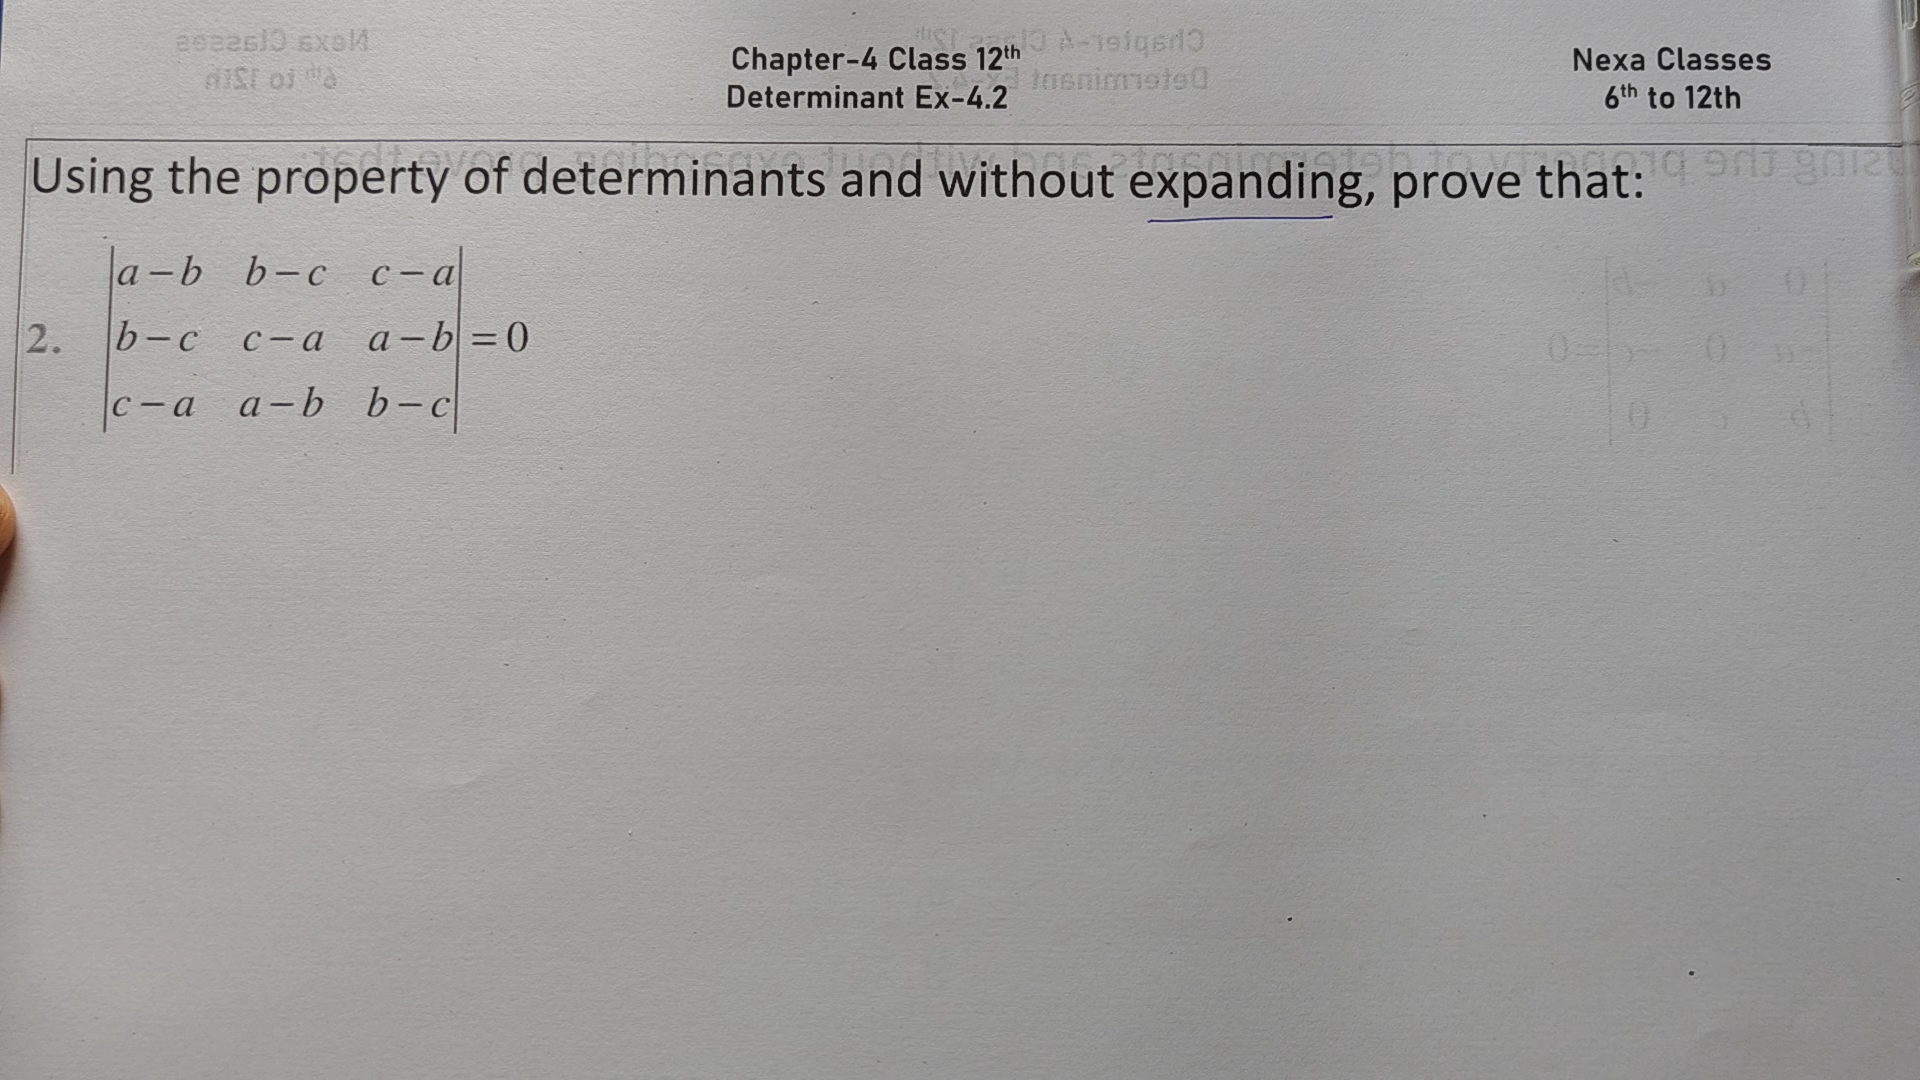 Chapter-4 Class 12th
Determinant Ex-4.2
Nexa Classes
6th to 12th
Using the property of determinants and without expanding, prove that:
2. |a−b b−c c−a|
|b−c c−a a−b| =0
|c−a a−b b−c|